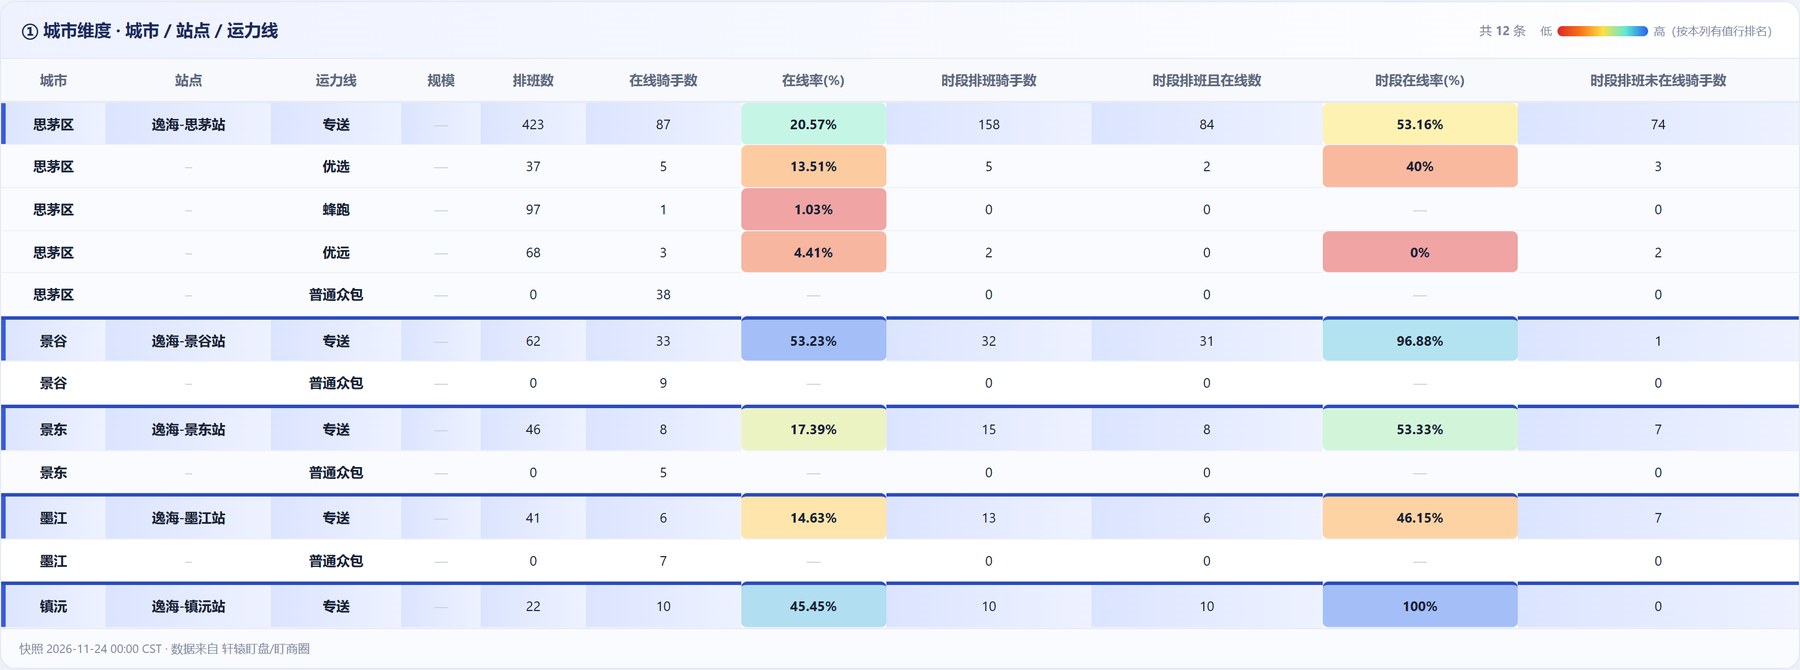 ① 城市维度 · 城市 / 站点 / 运力线
共 12 条 低 高 (按本列有值行排名)
城市 站点 运力线 规模 排班数 在线骑手数 在线率(%) 时段排班骑手数 时段排班且在线数 时段在线率(%) 时段排班未在线骑手数
思茅区 逸海-思茅站 专送 — 423 87 20.57% 158 84 53.16% 74
思茅区 – 优选 — 37 5 13.51% 5 2 40% 3
思茅区 – 蜂跑 — 97 1 1.03% 0 0 — 0
思茅区 – 优远 — 68 3 4.41% 2 0 0% 2
思茅区 – 普通众包 — 0 38 — 0 0 — 0
景谷 逸海-景谷站 专送 — 62 33 53.23% 32 31 96.88% 1
景谷 – 普通众包 — 0 9 — 0 0 — 0
景东 逸海-景东站 专送 — 46 8 17.39% 15 8 53.33% 7
景东 – 普通众包 — 0 5 — 0 0 — 0
墨江 逸海-墨江站 专送 — 41 6 14.63% 13 6 46.15% 7
墨江 – 普通众包 — 0 7 — 0 0 — 0
镇沅 逸海-镇沅站 专送 — 22 10 45.45% 10 10 100% 0
快照 2026-11-24 00:00 CST · 数据来自 轩辕盯盘/盯商圈